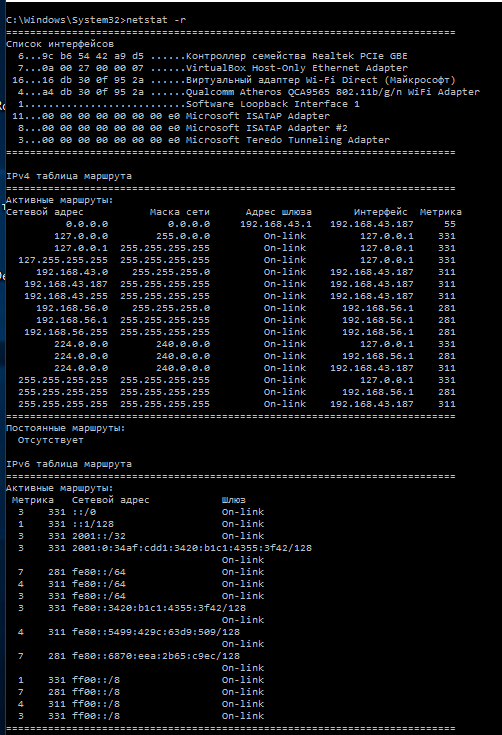 C:\Windows\System32>netstat -r
===========================================================================
Список интерфейсов
  6...9c b6 54 42 a9 d5 ......Контроллер семейства Realtek PCIe GBE
  7...0a 00 27 00 00 07 ......VirtualBox Host-Only Ethernet Adapter
 16...16 db 30 0f 95 2a ......Виртуальный адаптер Wi-Fi Direct (Майкрософт)
  4...a4 db 30 0f 95 2a ......Qualcomm Atheros QCA9565 802.11b/g/n WiFi Adapter
  1...........................Software Loopback Interface 1
 11...00 00 00 00 00 00 00 e0 Microsoft ISATAP Adapter
  8...00 00 00 00 00 00 00 e0 Microsoft ISATAP Adapter #2
  3...00 00 00 00 00 00 00 e0 Microsoft Teredo Tunneling Adapter
===========================================================================
IPv4 таблица маршрута
===========================================================================
Активные маршруты:
Сетевой адрес           Маска сети      Адрес шлюза       Интерфейс  Метрика
          0.0.0.0          0.0.0.0     192.168.43.1   192.168.43.187     55
        127.0.0.0        255.0.0.0         On-link         127.0.0.1    331
        127.0.0.1  255.255.255.255         On-link         127.0.0.1    331
  127.255.255.255  255.255.255.255         On-link         127.0.0.1    331
     192.168.43.0    255.255.255.0         On-link    192.168.43.187    311
   192.168.43.187  255.255.255.255         On-link    192.168.43.187    311
   192.168.43.255  255.255.255.255         On-link    192.168.43.187    311
     192.168.56.0    255.255.255.0         On-link      192.168.56.1    281
     192.168.56.1  255.255.255.255         On-link      192.168.56.1    281
   192.168.56.255  255.255.255.255         On-link      192.168.56.1    281
        224.0.0.0        240.0.0.0         On-link         127.0.0.1    331
        224.0.0.0        240.0.0.0         On-link      192.168.56.1    281
        224.0.0.0        240.0.0.0         On-link    192.168.43.187    311
  255.255.255.255  255.255.255.255         On-link         127.0.0.1    331
  255.255.255.255  255.255.255.255         On-link      192.168.56.1    281
  255.255.255.255  255.255.255.255         On-link    192.168.43.187    311
===========================================================================
Постоянные маршруты:
  Отсутствует
IPv6 таблица маршрута
===========================================================================
Активные маршруты:
 Метрика   Сетевой адрес            Шлюз
  3    331 ::/0                     On-link
  1    331 ::1/128                  On-link
  3    331 2001::/32                On-link
  3    331 2001:0:34af:cdd1:3420:b1c1:4355:3f42/128
                                    On-link
  7    281 fe80::/64                On-link
  4    311 fe80::/64                On-link
  3    331 fe80::/64                On-link
  3    331 fe80::3420:b1c1:4355:3f42/128
                                    On-link
  4    311 fe80::5499:429c:63d9:509/128
                                    On-link
  7    281 fe80::6870:eea:2b65:c9ec/128
                                    On-link
  1    331 ff00::/8                 On-link
  7    281 ff00::/8                 On-link
  4    311 ff00::/8                 On-link
  3    331 ff00::/8                 On-link
===========================================================================